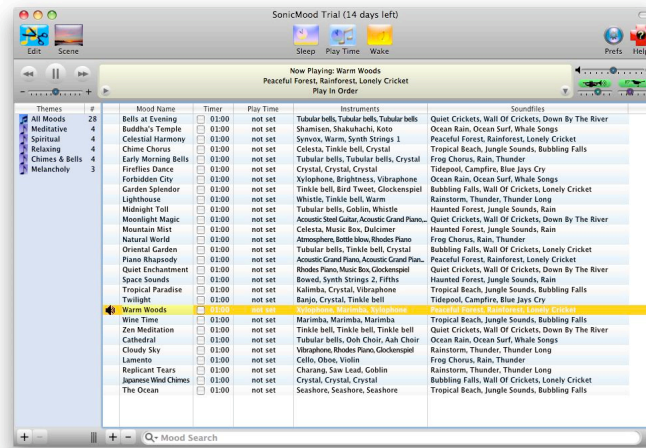 SonicMood Trial (14 days left)
Edit Scene Sleep Play Time Wake Prefs Help
Now Playing: Warm Woods
Peaceful Forest, Rainforest, Lonely Cricket
Play In Order
Themes #
All Moods 28
Meditative 4
Spiritual 4
Relaxing 4
Chimes & Bells 4
Melancholy 3
Mood Name Timer Play Time Instruments Soundfiles
Bells at Evening 01:00 not set Tubular bells, Tubular bells, Tubular bells Quiet Crickets, Wall Of Crickets, Down By The River
Buddha's Temple 01:00 not set Shamisen, Skakuhachi, Koto Ocean Rain, Ocean Surf, Whale Songs
Celestial Harmony 01:00 not set Synvox, Warm, Synth Strings 1 Peaceful Forest, Rainforest, Lonely Cricket
Chime Chorus 01:00 not set Celesta, Tinkle bell, Crystal Tropical Beach, Jungle Sounds, Bubbling Falls
Early Morning Bells 01:00 not set Tubular bells, Tubular bells, Crystal Frog Chorus, Rain, Thunder
Fireflies Dance 01:00 not set Crystal, Crystal, Crystal Tidepool, Campfire, Blue Jays Cry
Forbidden City 01:00 not set Xylophone, Brightness, Vibraphone Ocean Rain, Ocean Surf, Whale Songs
Garden Splendor 01:00 not set Tinkle bell, Bird Tweet, Glockenspiel Bubbling Falls, Wall Of Crickets, Lonely Cricket
Lighthouse 01:00 not set Whistle, Tinkle bell, Warm Rainstorm, Thunder, Thunder Long
Midnight Toll 01:00 not set Tubular bells, Goblin, Whistle Haunted Forest, Jungle Sounds, Rain
Moonlight Magic 01:00 not set Acoustic Steel Guitar, Acoustic Grand Piano,... Quiet Crickets, Wall Of Crickets, Down By The River
Mountain Mist 01:00 not set Celesta, Music Box, Dulcimer Haunted Forest, Jungle Sounds, Rain
Natural World 01:00 not set Atmosphere, Bottle blow, Rhodes Piano Frog Chorus, Rain, Thunder
Oriental Garden 01:00 not set Tubular bells, Tinkle bell, Crystal Bubbling Falls, Wall Of Crickets, Lonely Cricket
Piano Rhapsody 01:00 not set Acoustic Grand Piano, Acoustic Grand Pian... Peaceful Forest, Rainforest, Lonely Cricket
Quiet Enchantment 01:00 not set Rhodes Piano, Music Box, Glockenspiel Quiet Crickets, Wall Of Crickets, Down By The River
Space Sounds 01:00 not set Bowed, Synth Strings 2, Fifths Haunted Forest, Jungle Sounds, Rain
Tropical Paradise 01:00 not set Kalimba, Crystal, Vibraphone Tropical Beach, Jungle Sounds, Bubbling Falls
Twilight 01:00 not set Banjo, Crystal, Tinkle bell Tidepool, Campfire, Blue Jays Cry
Warm Woods 01:00 not set Xylophone, Marimba, Xylophone Peaceful Forest, Rainforest, Lonely Cricket
Wine Time 01:00 not set Marimba, Marimba, Marimba Tropical Beach, Jungle Sounds, Bubbling Falls
Zen Meditation 01:00 not set Tinkle bell, Tinkle bell, Tinkle bell Quiet Crickets, Wall Of Crickets, Down By The River
Cathedral 01:00 not set Tubular bells, Ooh Choir, Aah Choir Ocean Rain, Ocean Surf, Whale Songs
Cloudy Sky 01:00 not set Vibraphone, Rhodes Piano, Glockenspiel Rainstorm, Thunder, Thunder Long
Lamento 01:00 not set Cello, Oboe, Violin Frog Chorus, Rain, Thunder
Replicant Tears 01:00 not set Charang, Saw Lead, Goblin Rainstorm, Thunder, Thunder Long
Japanese Wind Chimes 01:00 not set Crystal, Crystal, Crystal Bubbling Falls, Wall Of Crickets, Lonely Cricket
The Ocean 01:00 not set Seashore, Seashore, Seashore Tropical Beach, Jungle Sounds, Bubbling Falls
Mood Search